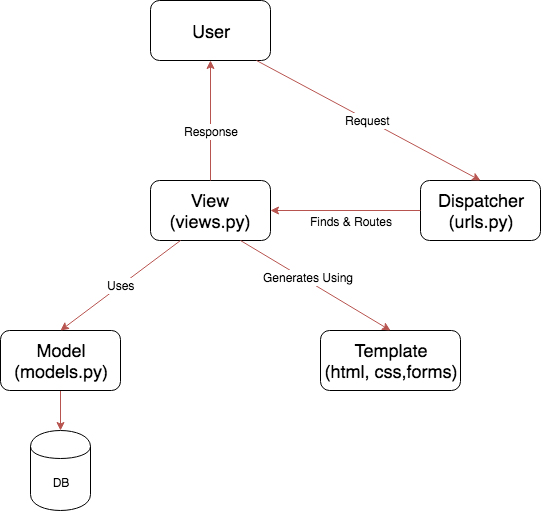 User
Request
Response
View
(views.py)
Dispatcher
(urls.py)
Finds & Routes
Generates Using
Uses
Model
(models.py)
Template
(html, css,forms)
DB